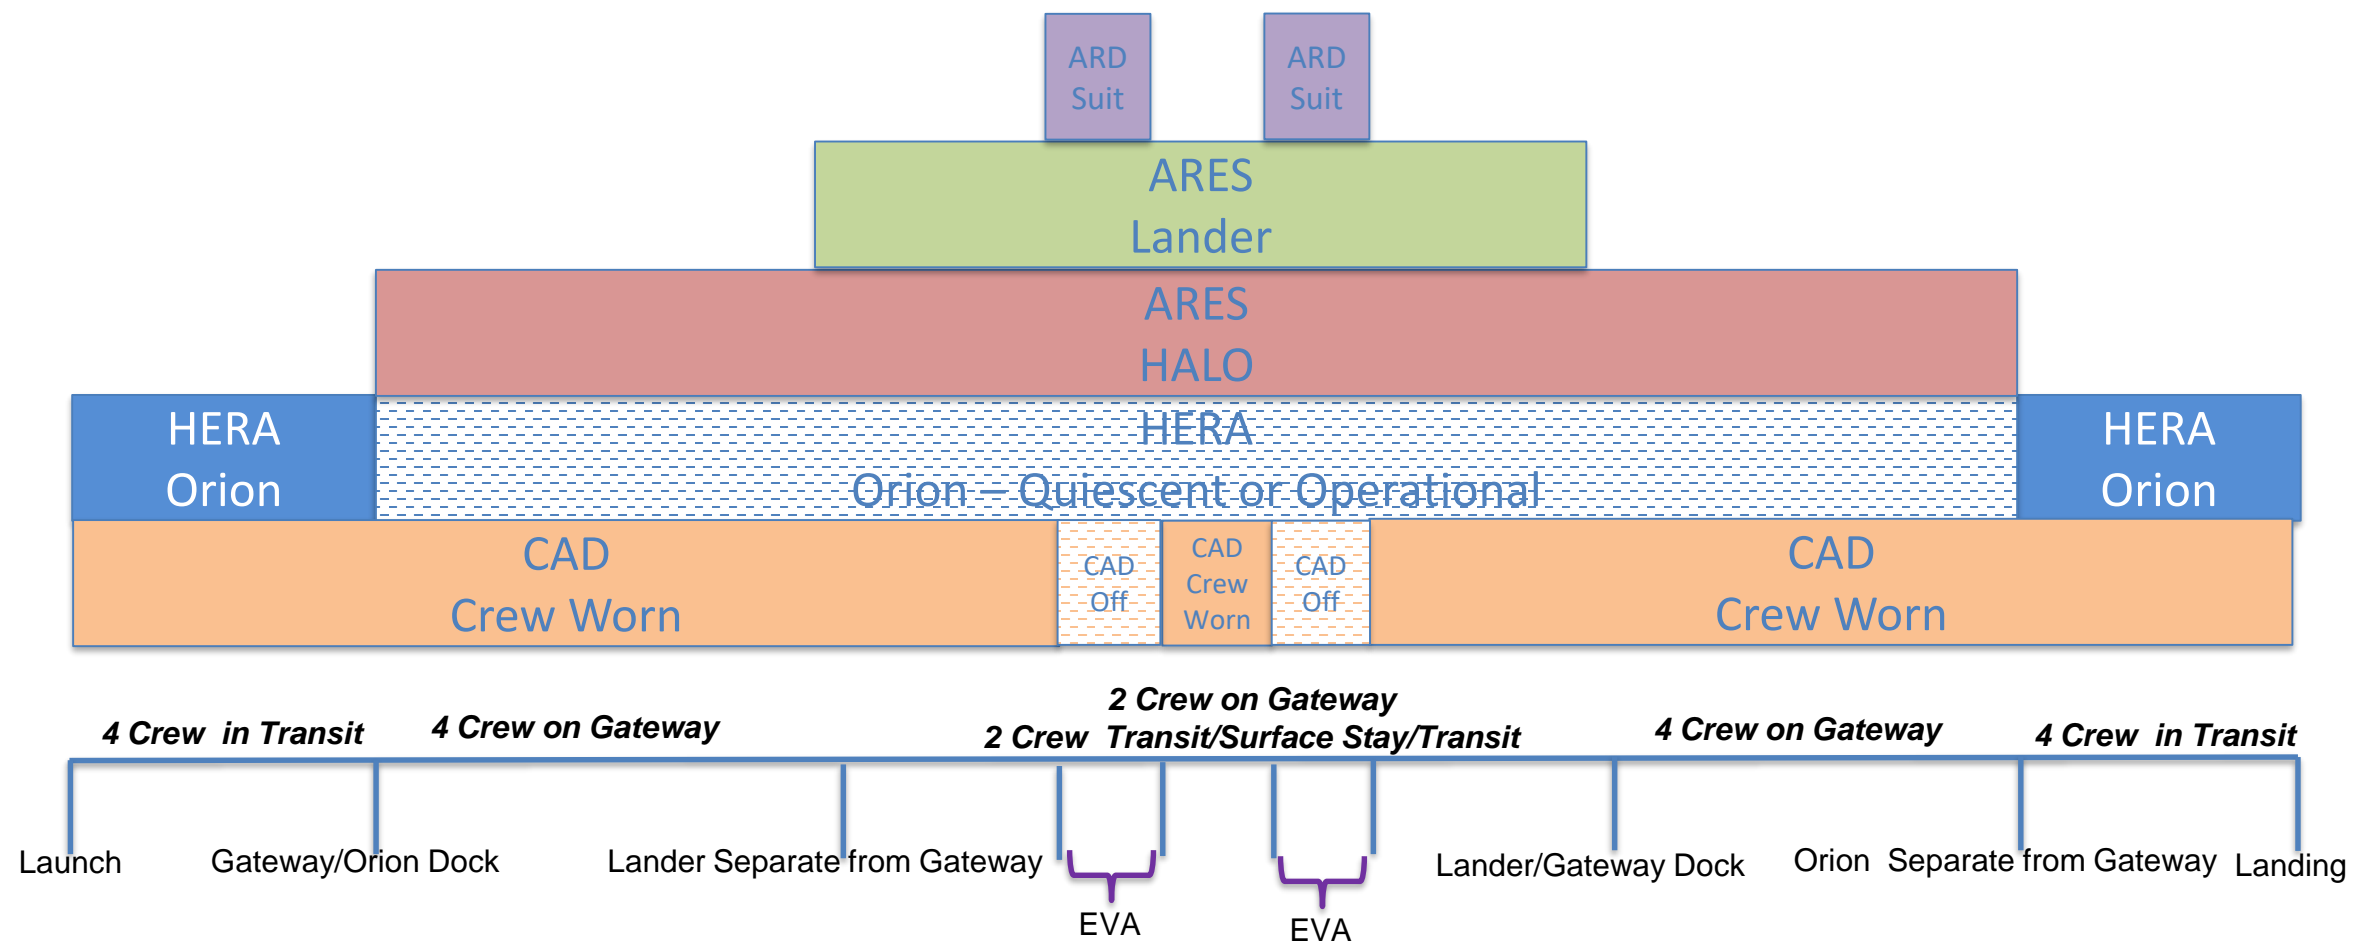 ARD
Suit
ARD
Suit
ARES
Lander
ARES
HALO
HERA
Orion
HERA
Orion – Quiescent or Operational
HERA
Orion
CAD
Crew Worn
CAD
Off
CAD
Crew
Worn
CAD
Off
CAD
Crew Worn
4 Crew in Transit
4 Crew on Gateway
2 Crew on Gateway
2 Crew Transit/Surface Stay/Transit
4 Crew on Gateway
4 Crew in Transit
Launch
Gateway/Orion Dock
Lander Separate from Gateway
EVA
EVA
Lander/Gateway Dock
Orion Separate from Gateway
Landing